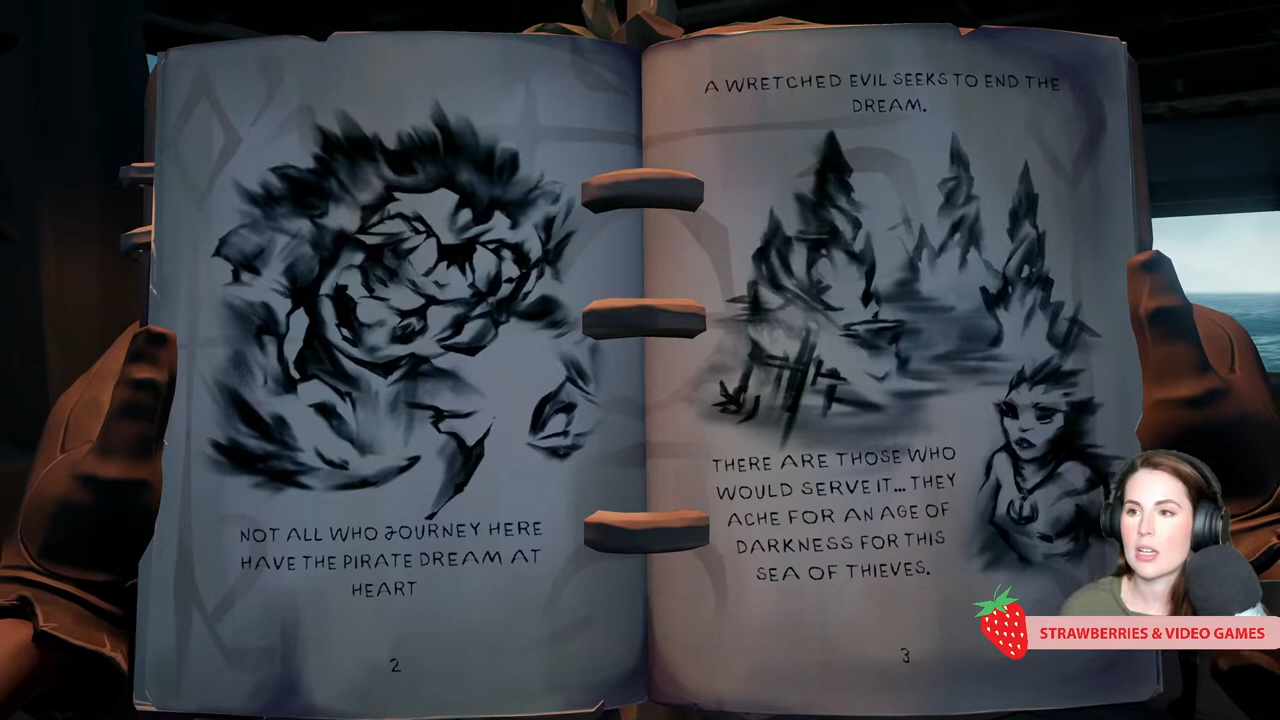 NOT ALL WHO JOURNEY HERE
HAVE THE PIRATE DREAM AT
HEART
2
A WRETCHED EVIL SEEKS TO END THE
DREAM.
THERE ARE THOSE WHO
WOULD SERVE IT... THEY
ACHE FOR AN AGE OF
DARKNESS FOR THIS
SEA OF THIEVES.
3
STRAWBERRIES & VIDEO GAMES